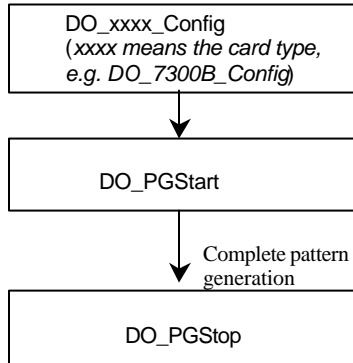 DO_xxxx_Config
(xxxx means the card type,
e.g. DO_7300B_Config)
DO_PGStart
Complete pattern
generation
DO_PGStop